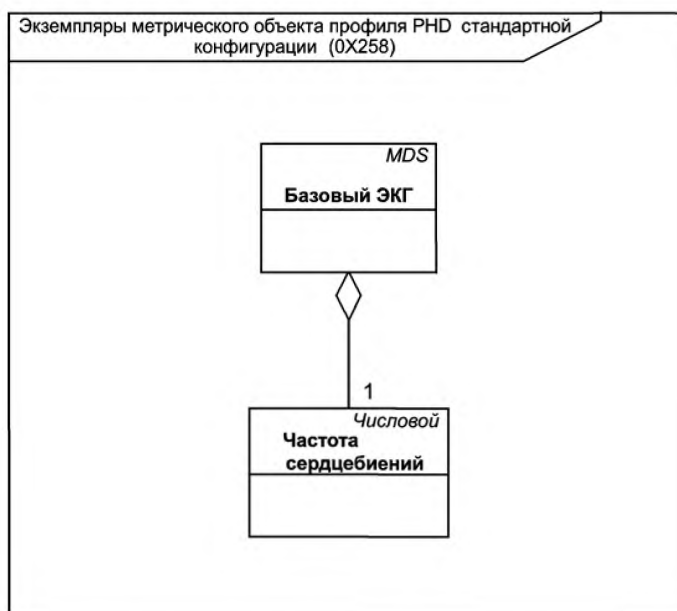 Экземпляры метрического объекта профиля PHD стандартной
конфигурации (0X258)
MDS
Базовый ЭКГ
1
Числовой
Частота
сердцебиений